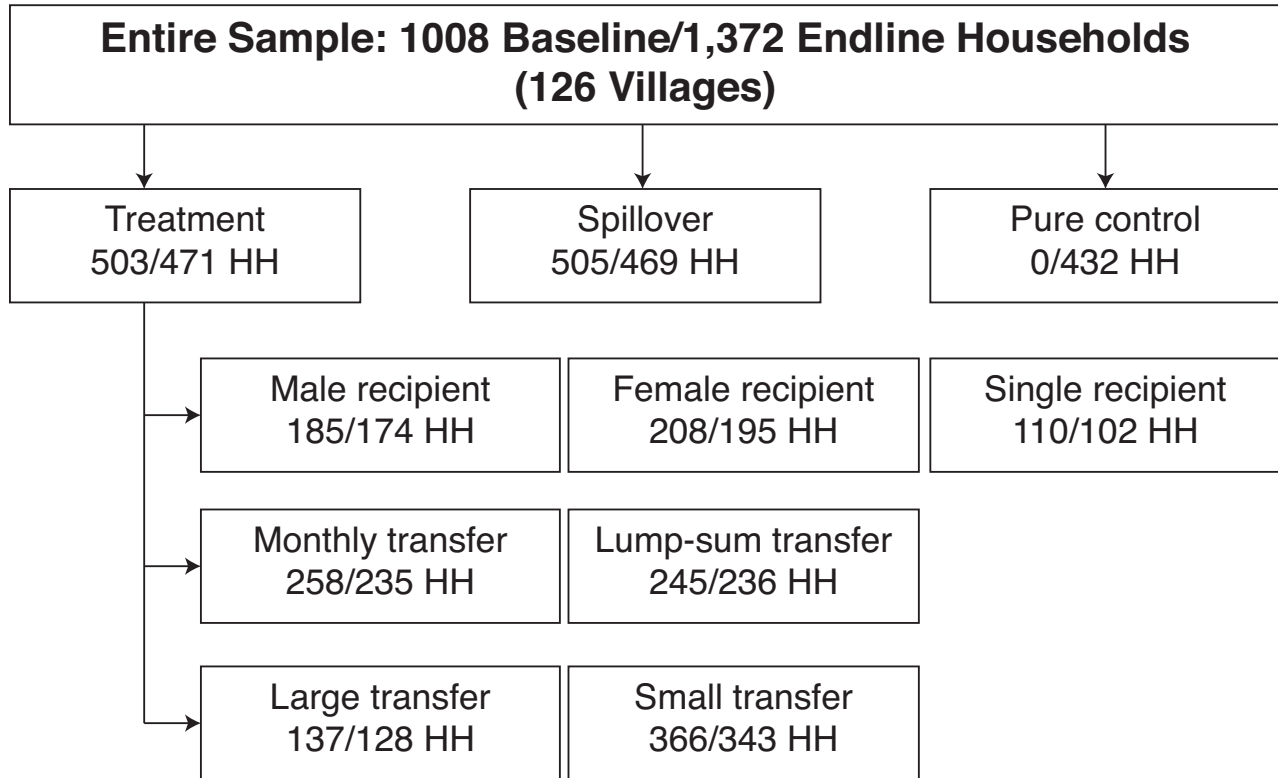 Entire Sample: 1008 Baseline/1,372 Endline Households
(126 Villages)
Treatment
503/471 HH
Spillover
505/469 HH
Pure control
0/432 HH
Male recipient
185/174 HH
Female recipient
208/195 HH
Single recipient
110/102 HH
Monthly transfer
258/235 HH
Lump-sum transfer
245/236 HH
Large transfer
137/128 HH
Small transfer
366/343 HH